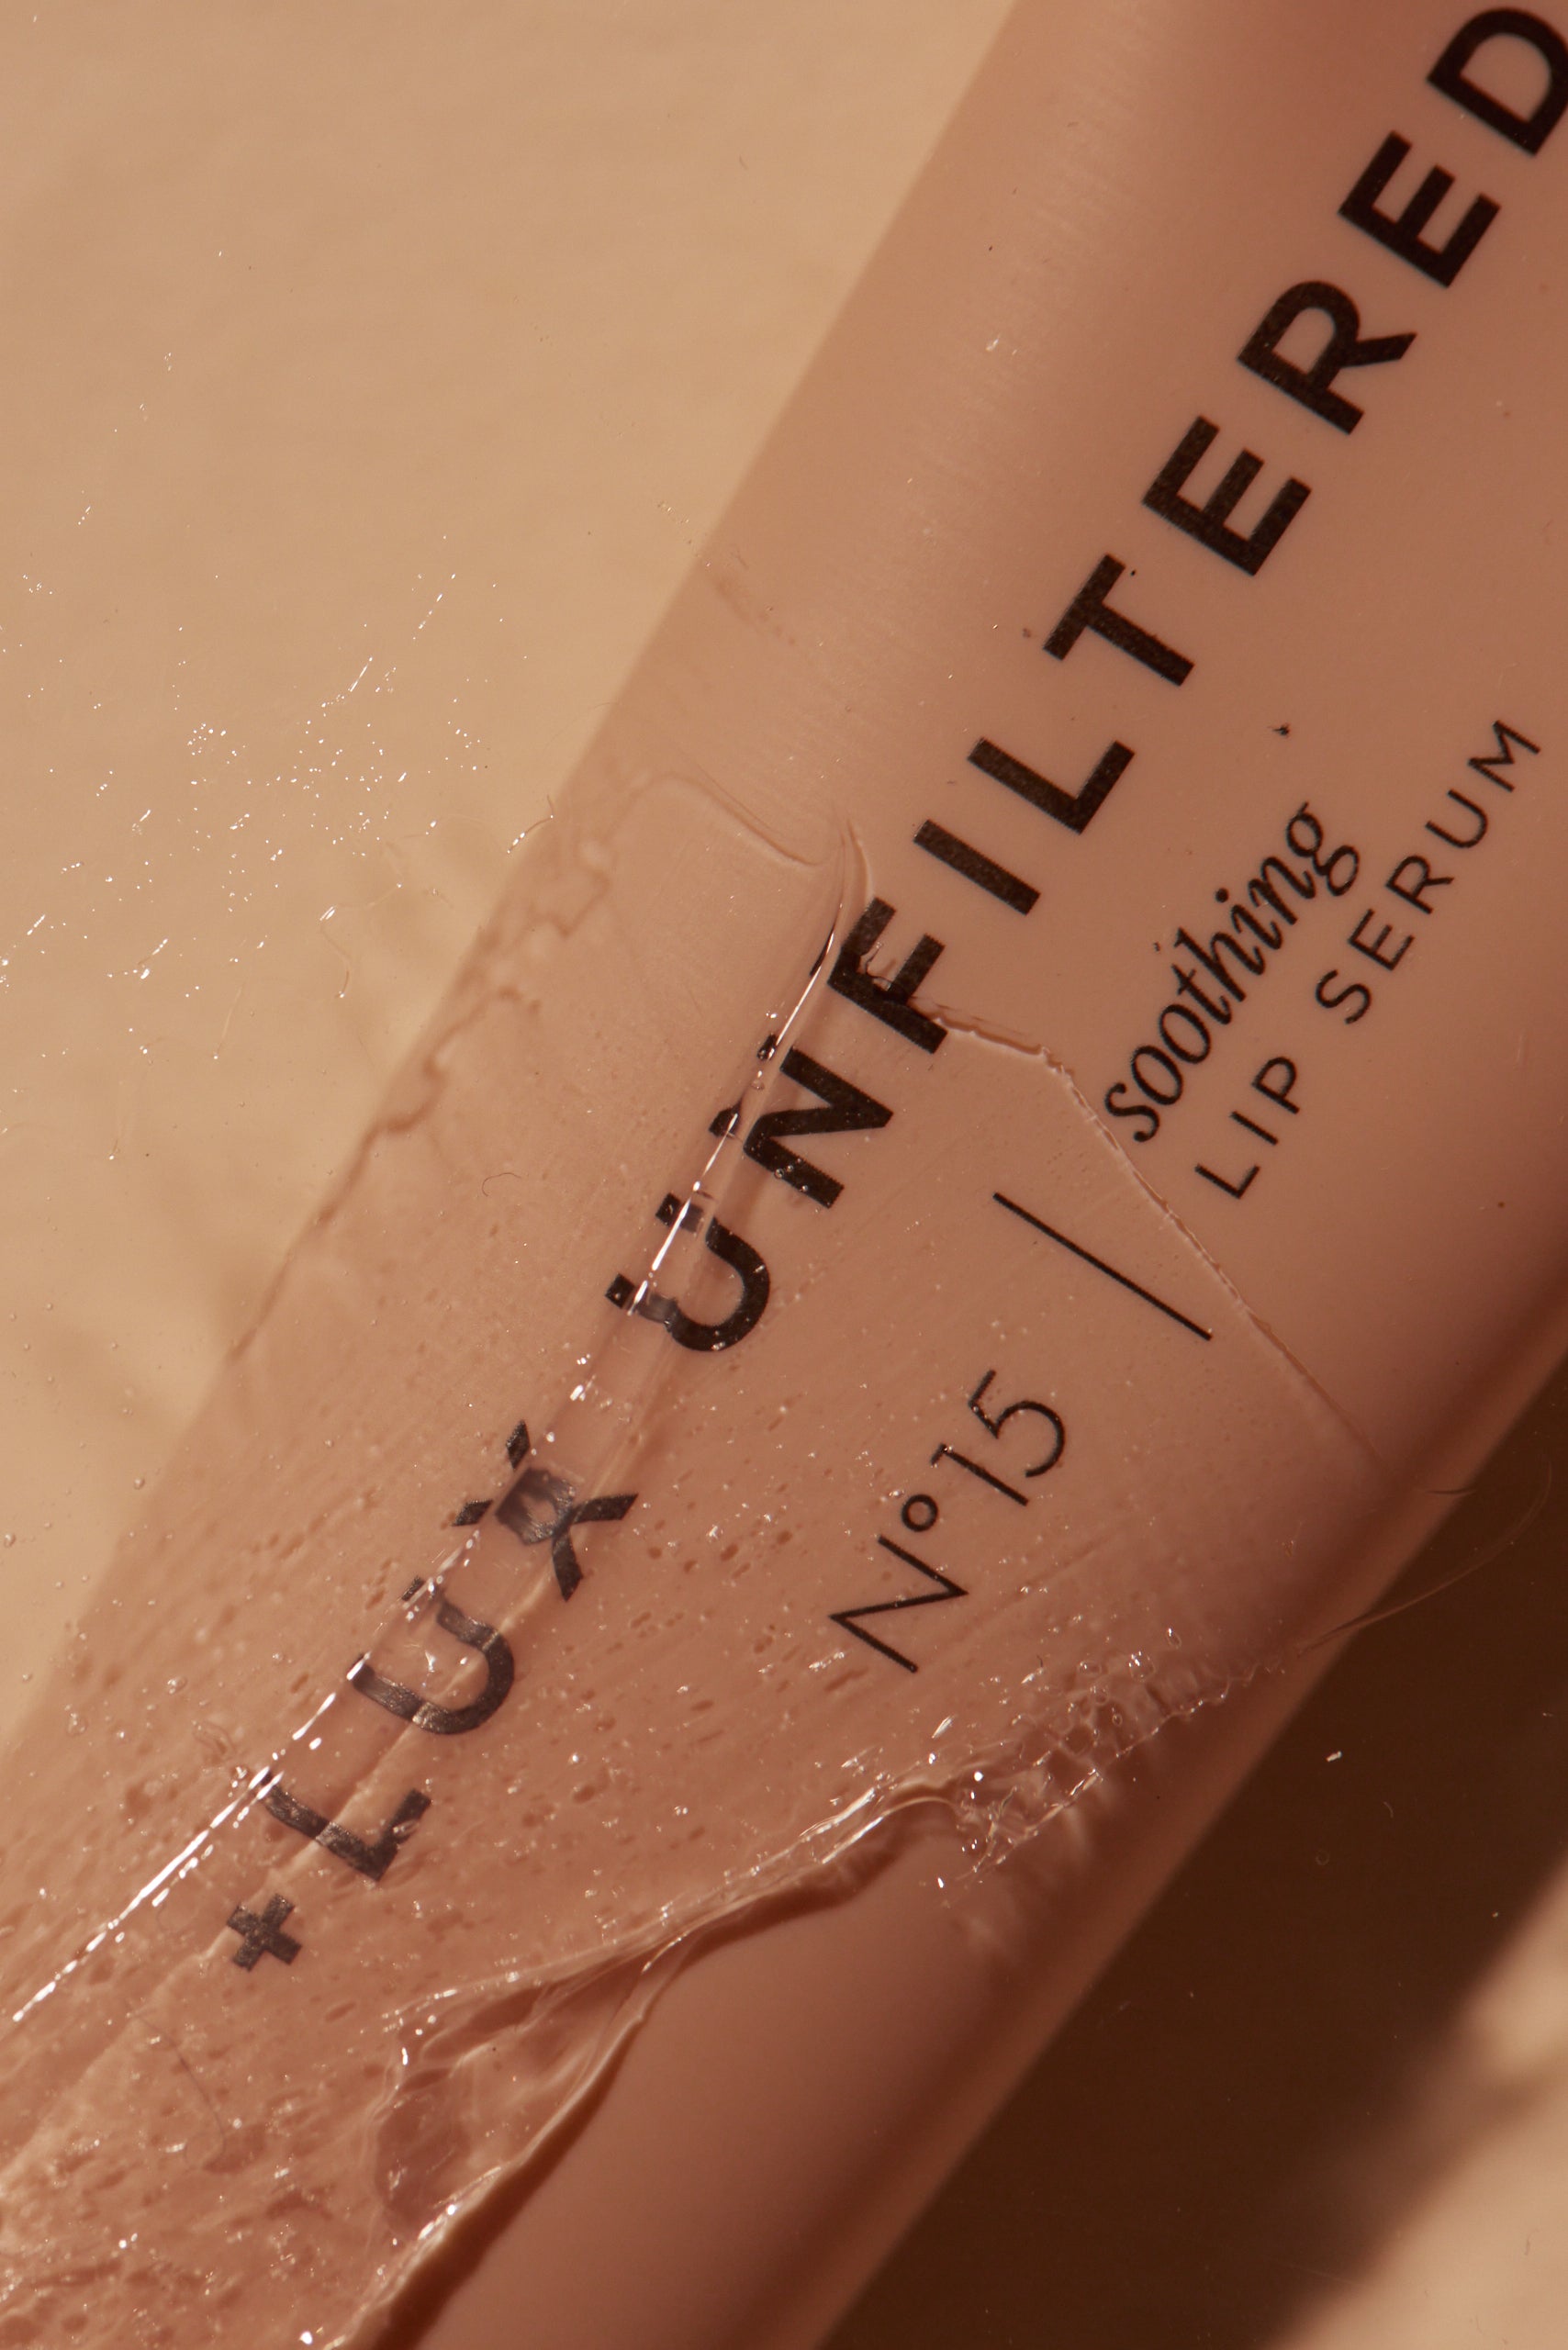 +LUX UNFILTERED
N°15 | soothing
LIP SERUM